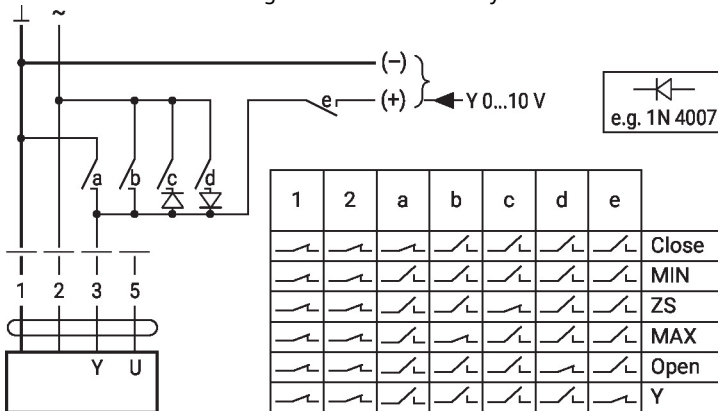 ⊥ ~
(–)
e (+) Y 0...10 V
e.g. 1N 4007
a b c d
1 2 a b c d e
Close
MIN
1 2 3 5
ZS
MAX
Y U
Open
Y